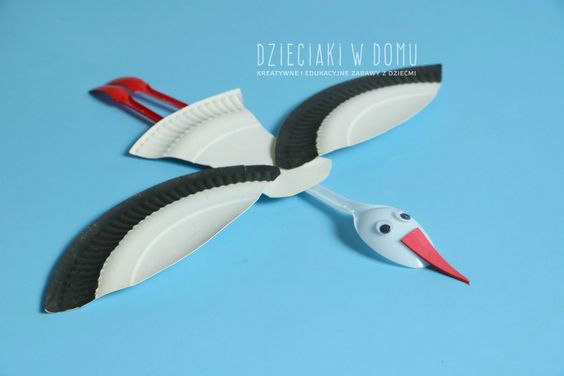 DZIECIAKI W DOMU
KREATYWNE I EDUKACYJNE ZABAWY Z DZIEĆMI